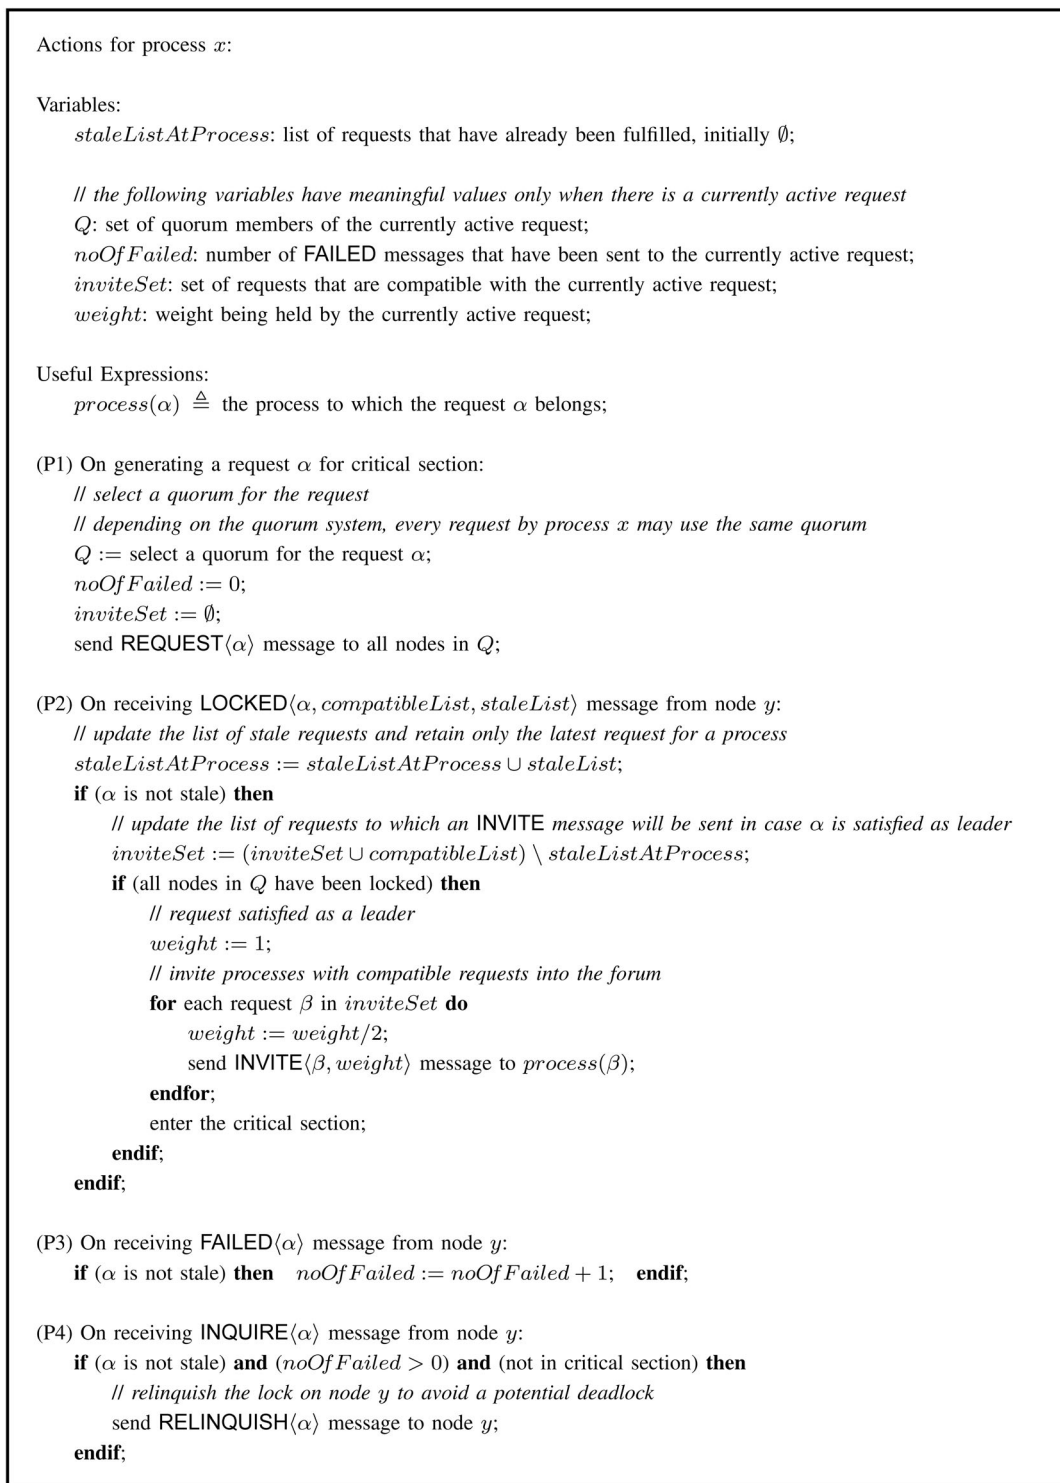 Actions for process x:
Variables:
staleListAtProcess: list of requests that have already been fulfilled, initially ∅;
// the following variables have meaningful values only when there is a currently active request
Q: set of quorum members of the currently active request;
noOfFailed: number of FAILED messages that have been sent to the currently active request;
inviteSet: set of requests that are compatible with the currently active request;
weight: weight being held by the currently active request;
Useful Expressions:
process(α) ≜ the process to which the request α belongs;
(P1) On generating a request α for critical section:
// select a quorum for the request
// depending on the quorum system, every request by process x may use the same quorum
Q := select a quorum for the request α;
noOfFailed := 0;
inviteSet := ∅;
send REQUEST⟨α⟩ message to all nodes in Q;
(P2) On receiving LOCKED⟨α, compatibleList, staleList⟩ message from node y:
// update the list of stale requests and retain only the latest request for a process
staleListAtProcess := staleListAtProcess ∪ staleList;
if (α is not stale) then
// update the list of requests to which an INVITE message will be sent in case α is satisfied as leader
inviteSet := (inviteSet ∪ compatibleList) \ staleListAtProcess;
if (all nodes in Q have been locked) then
// request satisfied as a leader
weight := 1;
// invite processes with compatible requests into the forum
for each request β in inviteSet do
weight := weight/2;
send INVITE⟨β, weight⟩ message to process(β);
endfor;
enter the critical section;
endif;
endif;
(P3) On receiving FAILED⟨α⟩ message from node y:
if (α is not stale) then noOfFailed := noOfFailed + 1; endif;
(P4) On receiving INQUIRE⟨α⟩ message from node y:
if (α is not stale) and (noOfFailed > 0) and (not in critical section) then
// relinquish the lock on node y to avoid a potential deadlock
send RELINQUISH⟨α⟩ message to node y;
endif;